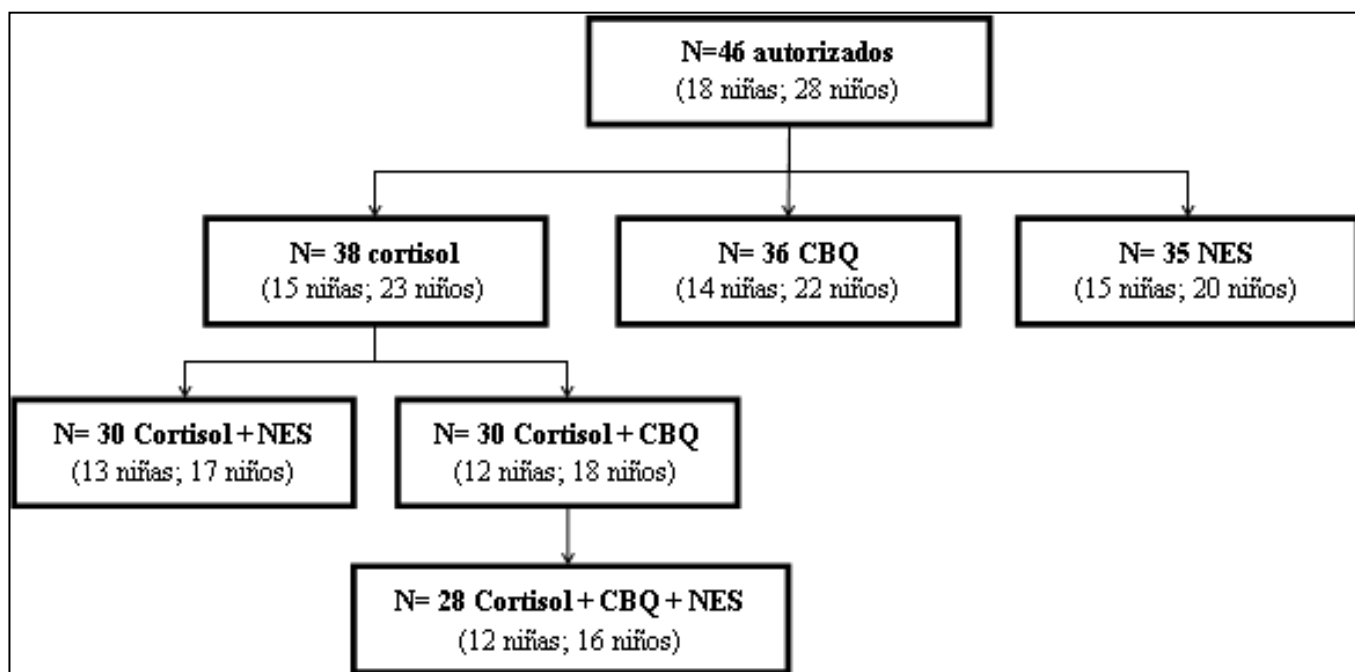 N=46 autorizados
(18 niñas; 28 niños)
N= 38 cortisol
(15 niñas; 23 niños)
N= 36 CBQ
(14 niñas; 22 niños)
N= 35 NES
(15 niñas; 20 niños)
N= 30 Cortisol + NES
(13 niñas; 17 niños)
N= 30 Cortisol + CBQ
(12 niñas; 18 niños)
N= 28 Cortisol + CBQ + NES
(12 niñas; 16 niños)